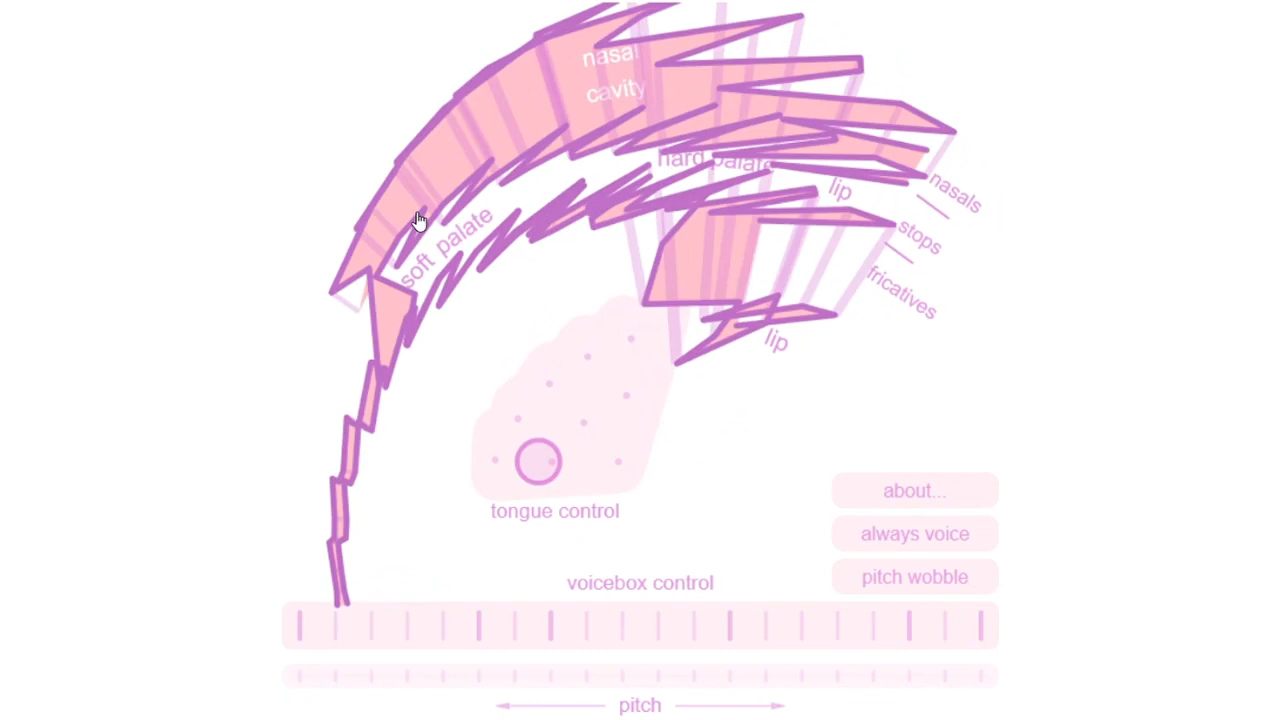 nasal
cavity
hard palate
lip
nasals
stops
fricatives
soft palate
lip
tongue control
about...
always voice
pitch wobble
voicebox control
pitch